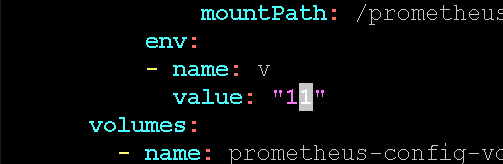 mountPath: /prometheus
env:
- name: v
value: "11"
volumes:
- name: prometheus-config-vo